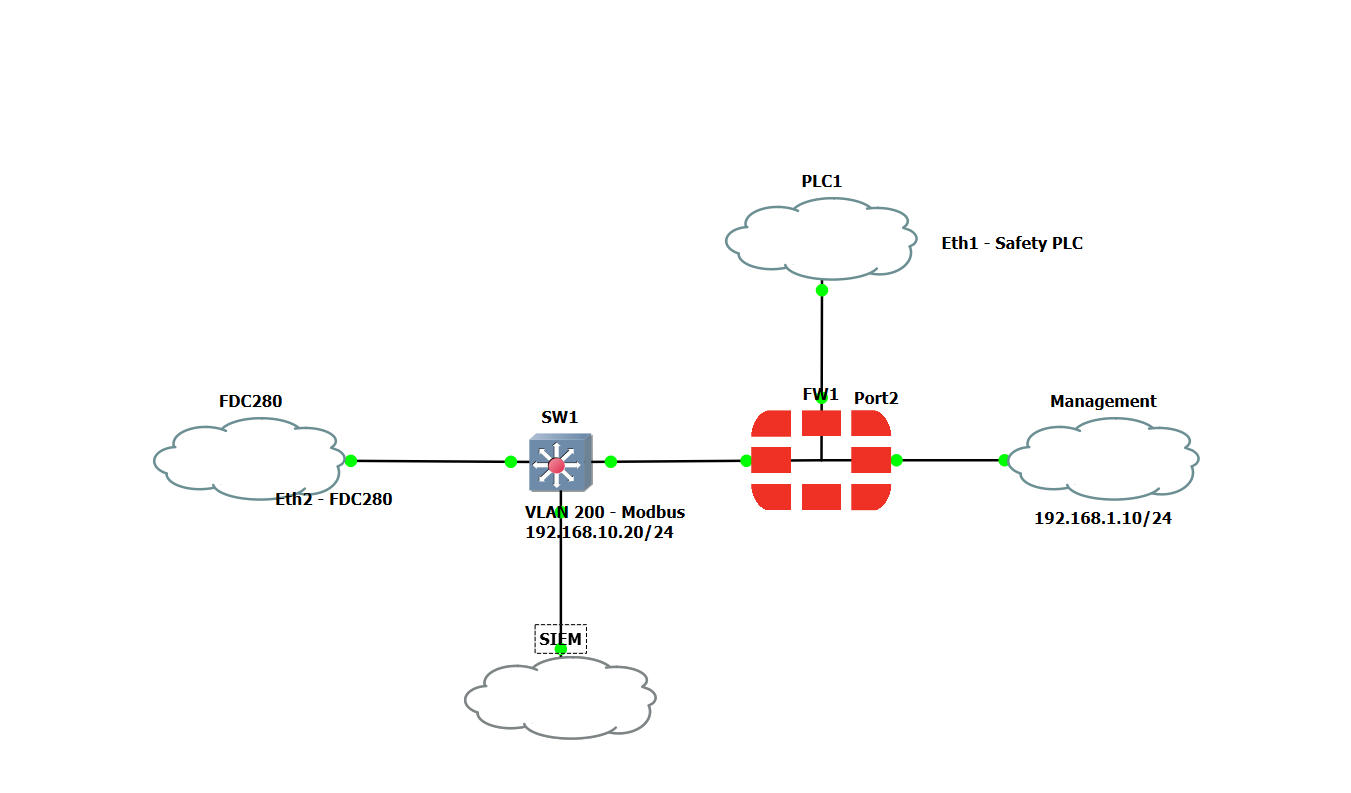 PLC1
Eth1 - Safety PLC
FW1
Port2
FDC280
Management
SW1
Eth2 - FDC280
VLAN 200 - Modbus
192.168.10.20/24
192.168.1.10/24
SIEM